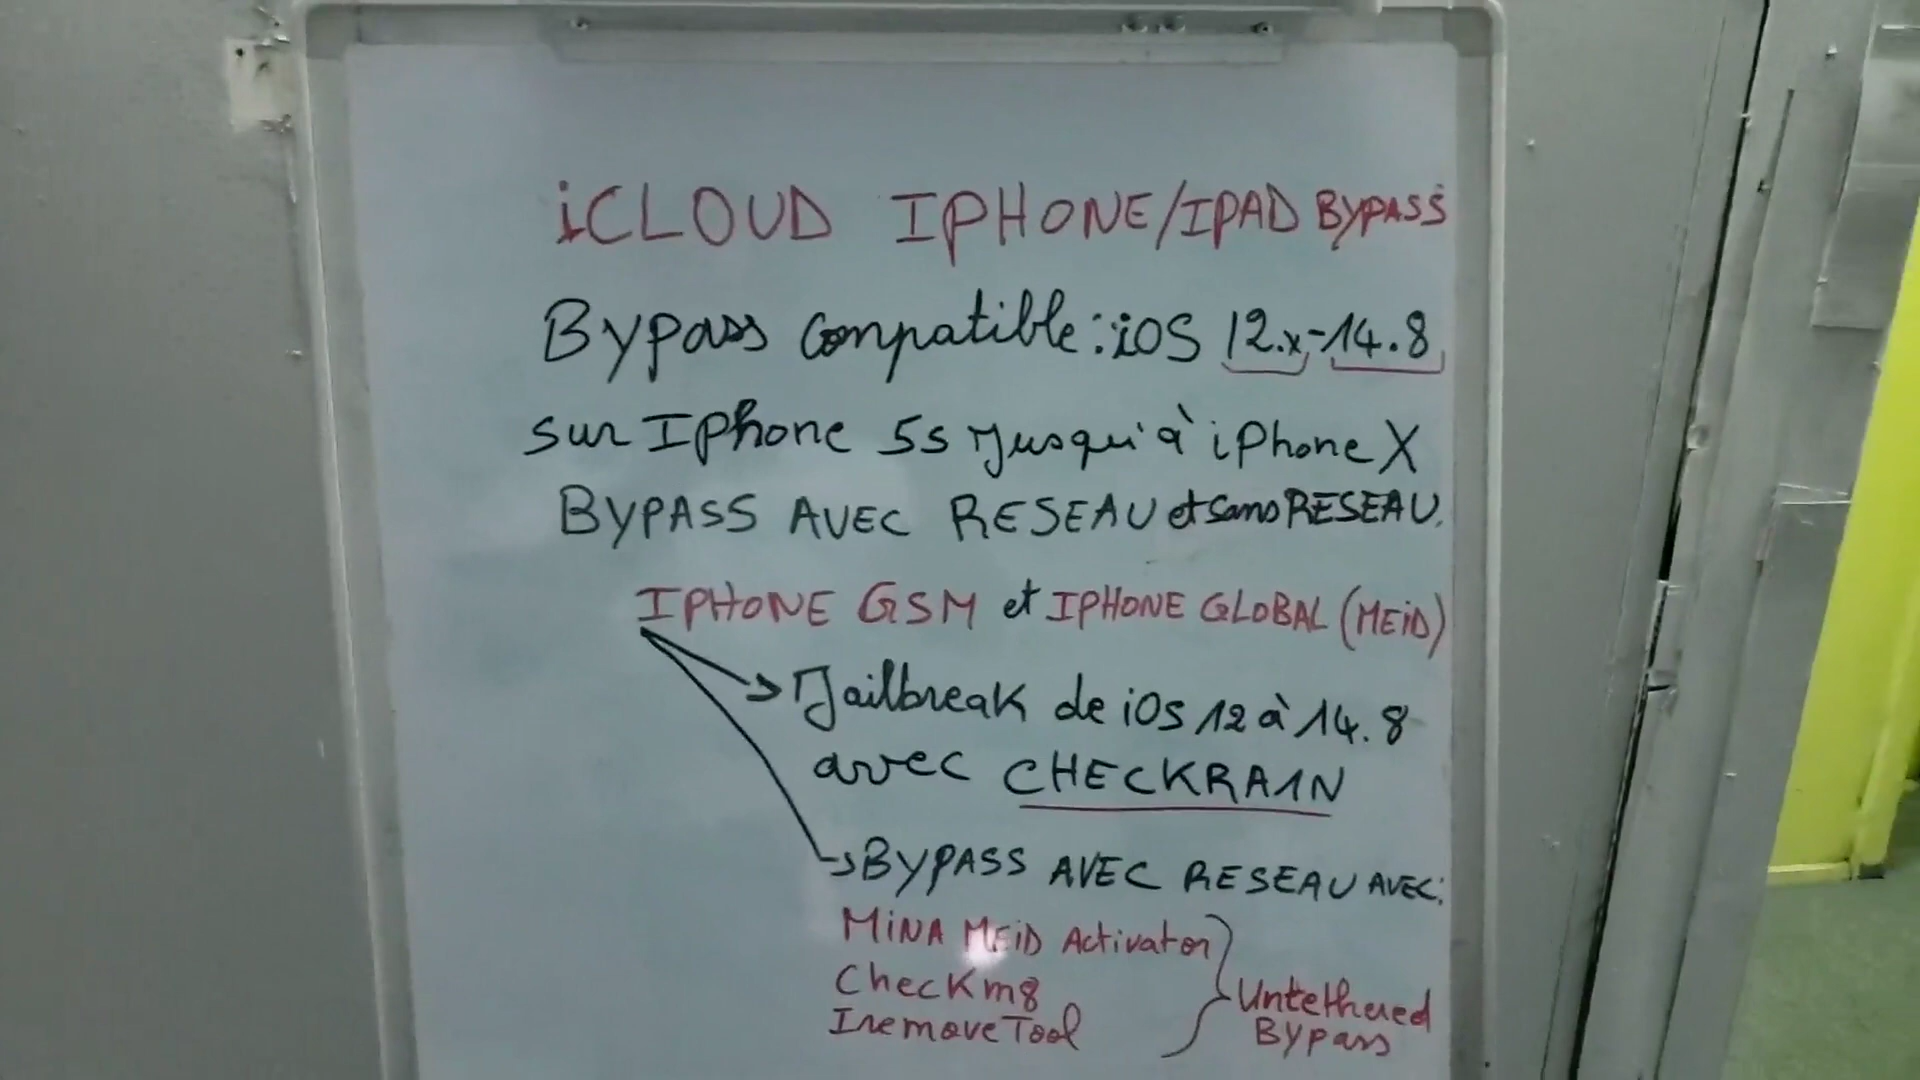 iCLOUD IPHONE/IPAD BYPASS
Bypass compatible: iOS 12.x-14.8
sur Iphone 5s Jusqu'à iPhone X
BYPASS AVEC RESEAU et sans RESEAU.
IPHONE GSM et IPHONE GLOBAL (MEiD)
Jailbreak de iOS 12 à 14.8
avec CHECKRA1N
BYPASS AVEC RESEAU AVEC:
MiNA MEiD Activator
Checkm8
IremoveTool
Untethered
Bypass